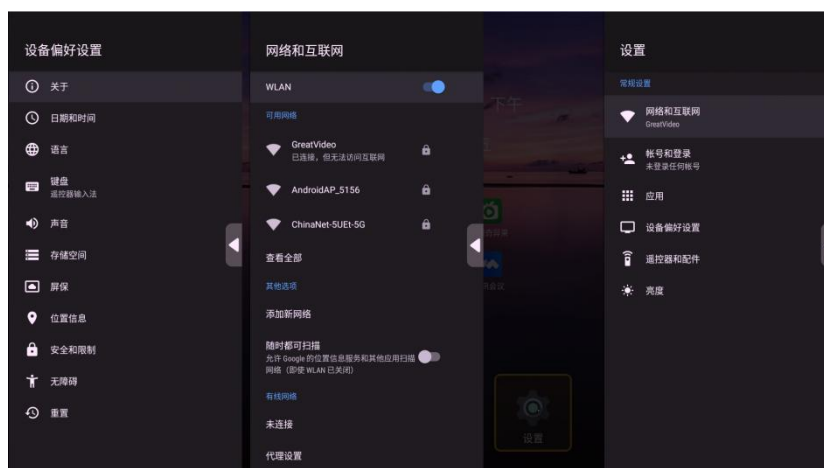 设备偏好设置
关于
日期和时间
语言
键盘
遥控器输入法
声音
存储空间
屏保
位置信息
安全和限制
无障碍
重置
网络和互联网
WLAN
可用网络
GreatVideo
已连接，但无法访问互联网
AndroidAP_5156
ChinaNet-5UEt-5G
查看全部
其他选项
添加新网络
随时都可扫描
允许 Google 的位置信息服务和其他应用扫描
网络（即使 WLAN 已关闭）
有线网络
未连接
代理设置
下午
设置
设置
常规设置
网络和互联网
GreatVideo
帐号和登录
未登录任何帐号
应用
设备偏好设置
遥控器和配件
亮度